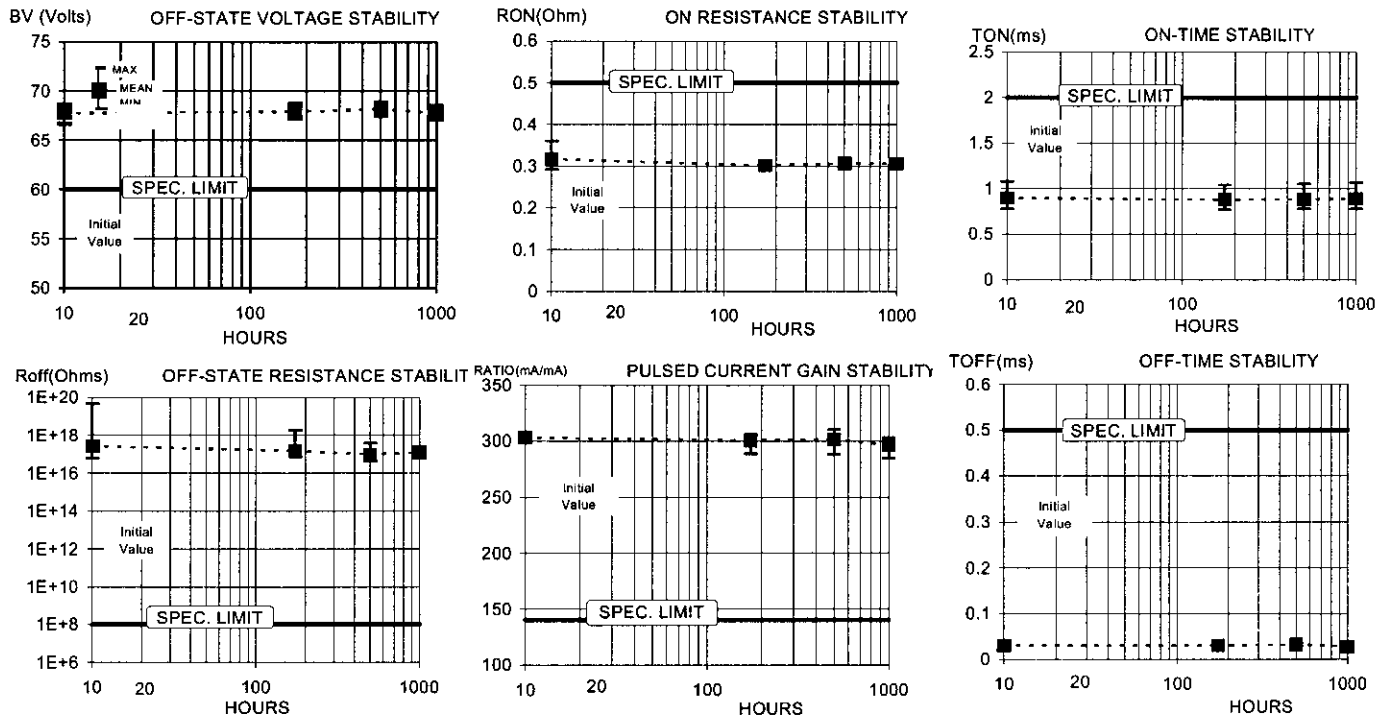 BV (Volts) OFF-STATE VOLTAGE STABILITY
75
70
65
60
55
50
MAX
MEAN
MIN
SPEC. LIMIT
Initial
Value
10 20 100 1000
HOURS
RON(Ohm) ON RESISTANCE STABILITY
0.6
0.5
0.4
0.3
0.2
0.1
0
SPEC. LIMIT
Initial
Value
10 20 100 1000
HOURS
TON(ms) ON-TIME STABILITY
2.5
2
1.5
1
0.5
0
SPEC. LIMIT
Initial
Value
10 20 100 1000
HOURS
Roff(Ohms) OFF-STATE RESISTANCE STABILIT
1E+20
1E+18
1E+16
1E+14
1E+12
1E+10
1E+8
1E+6
Initial
Value
SPEC. LIMIT
10 20 100 1000
HOURS
RATIO(mA/mA) PULSED CURRENT GAIN STABILITY
350
300
250
200
150
100
Initial
Value
SPEC. LIMIT
10 20 100 1000
HOURS
TOFF(ms) OFF-TIME STABILITY
0.6
0.5
0.4
0.3
0.2
0.1
0
SPEC. LIMIT
Initial
Value
10 20 100 1000
HOURS